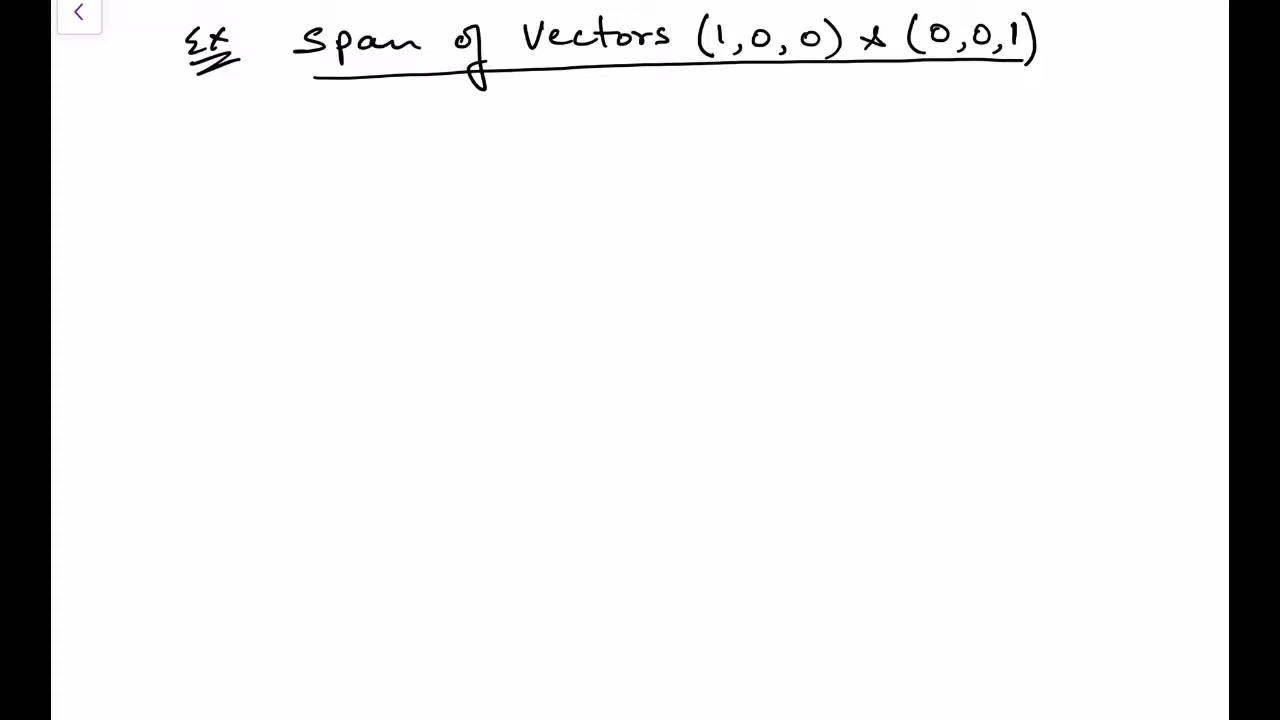 Ex Span of Vectors (1,0,0) & (0,0,1)